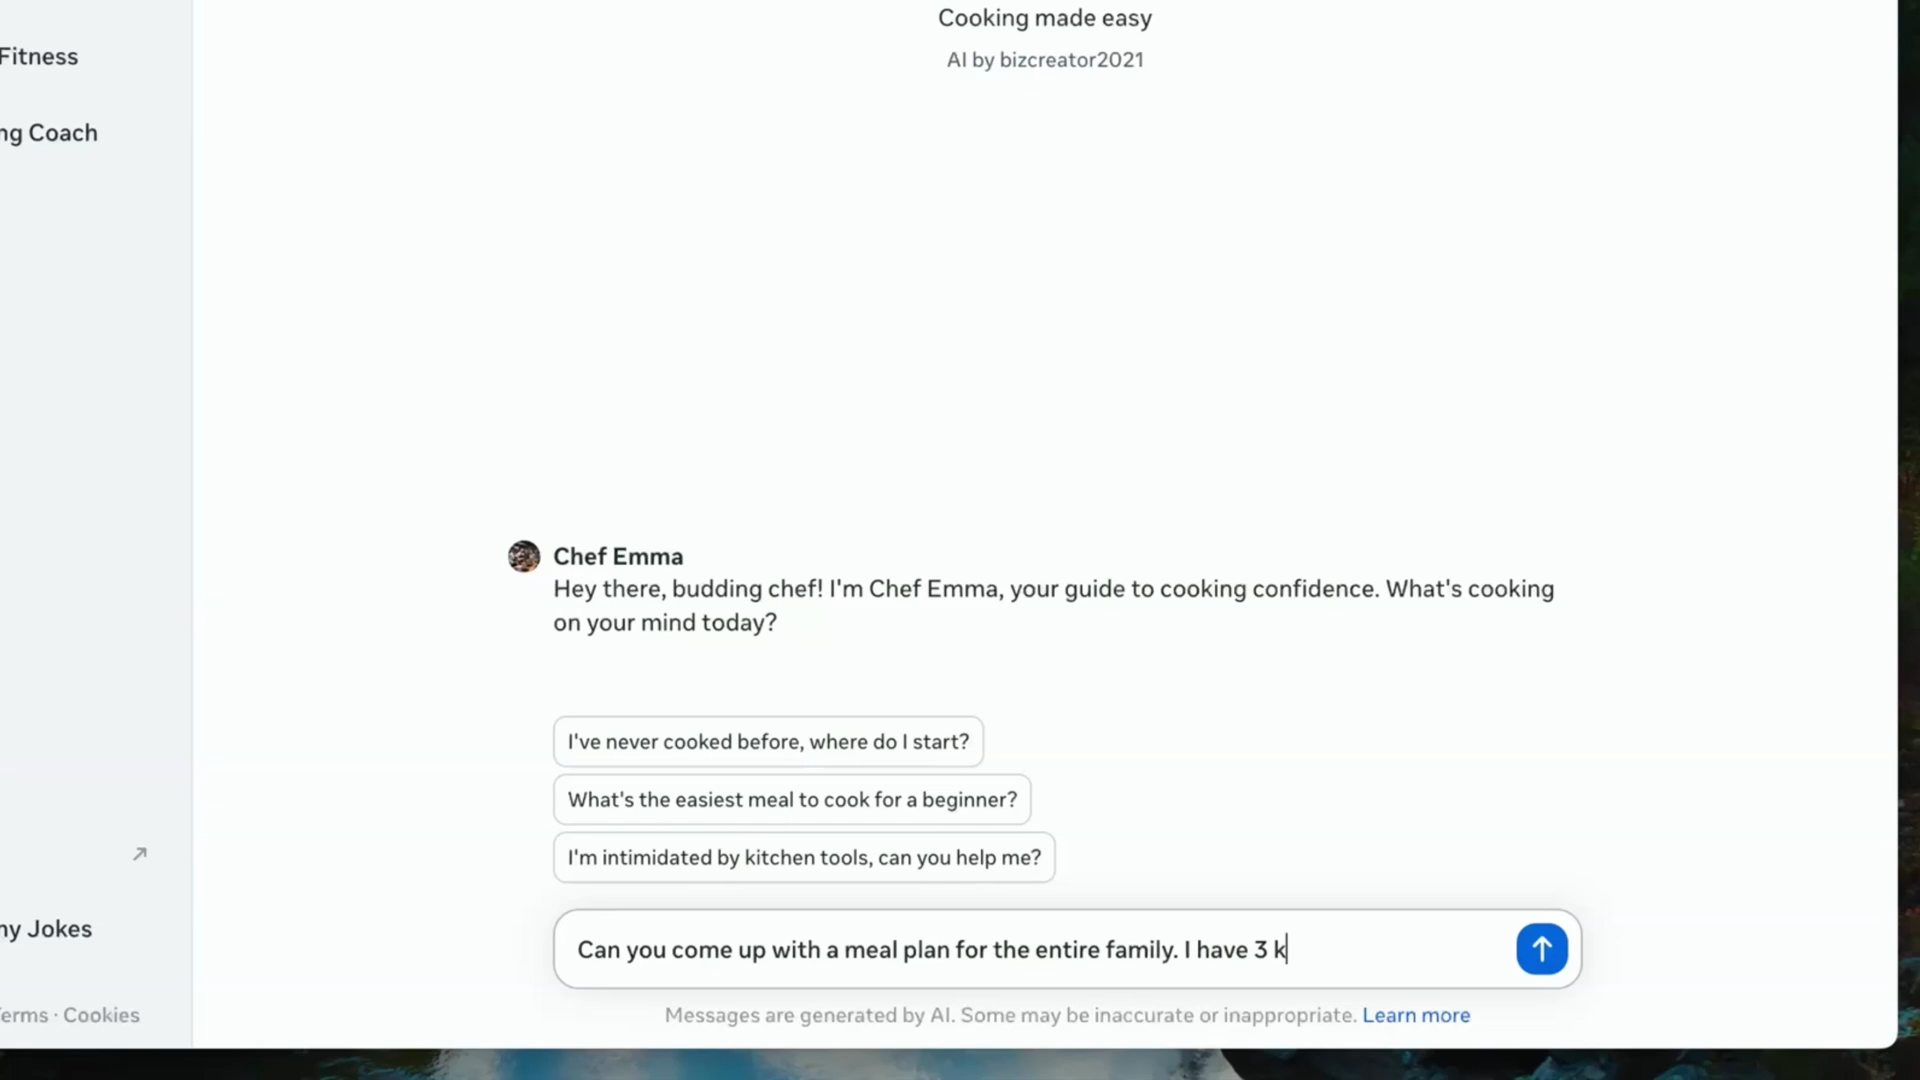 Cooking made easy
AI by bizcreator2021
Fitness
ng Coach
Chef Emma
Hey there, budding chef! I'm Chef Emma, your guide to cooking confidence. What's cooking
on your mind today?
I've never cooked before, where do I start?
What's the easiest meal to cook for a beginner?
I'm intimidated by kitchen tools, can you help me?
ny Jokes
Can you come up with a meal plan for the entire family. I have 3 k
erms · Cookies
Messages are generated by AI. Some may be inaccurate or inappropriate. Learn more